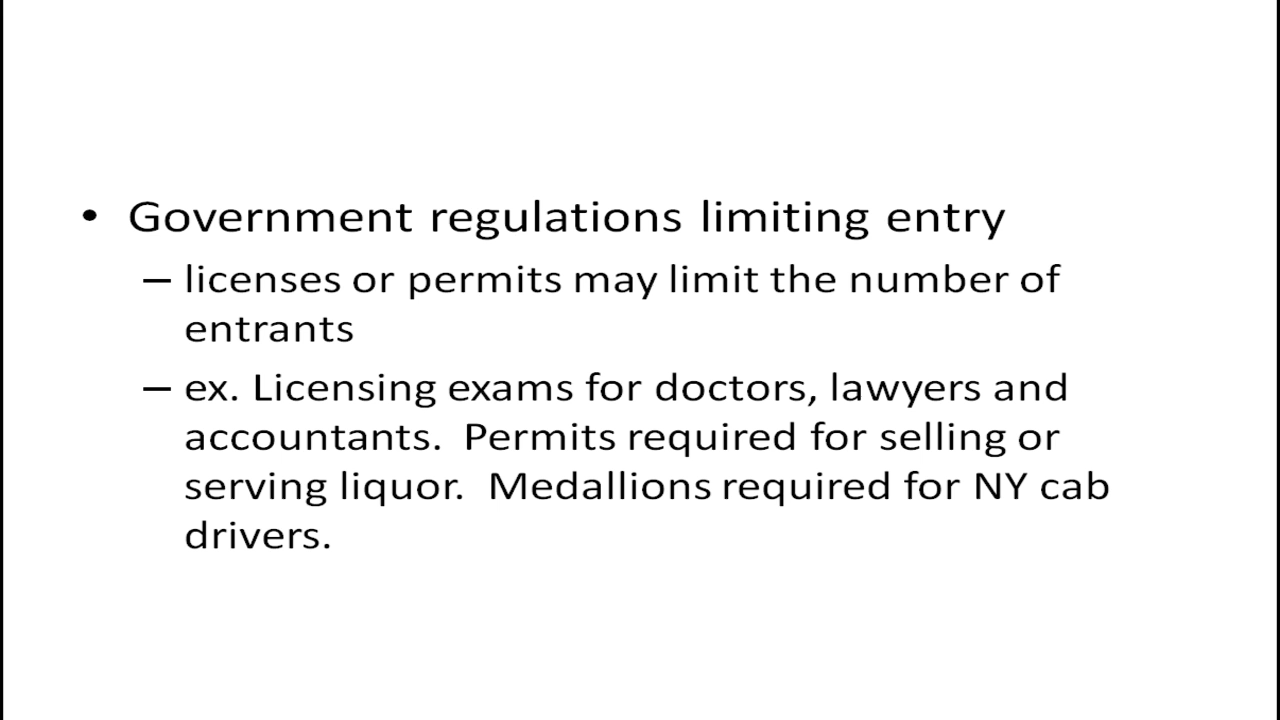 • Government regulations limiting entry
– licenses or permits may limit the number of
entrants
– ex. Licensing exams for doctors, lawyers and
accountants.  Permits required for selling or
serving liquor.  Medallions required for NY cab
drivers.